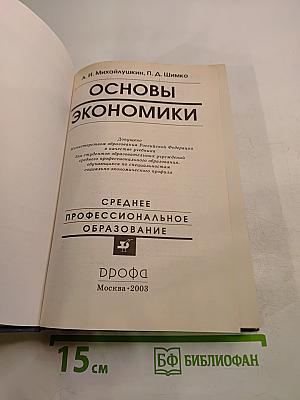 А. И. Михайлушкин, П. Д. Шимко
ОСНОВЫ
ЭКОНОМИКИ
Допущено
Министерством образования Российской Федерации
в качестве учебника
для студентов образовательных учреждений
среднего профессионального образования,
обучающихся по специальностям
социально-экономического профиля
СРЕДНЕЕ
ПРОФЕССИОНАЛЬНОЕ
ОБРАЗОВАНИЕ
дрофа
Москва • 2003
15 см
БФ БИБЛИОФАН